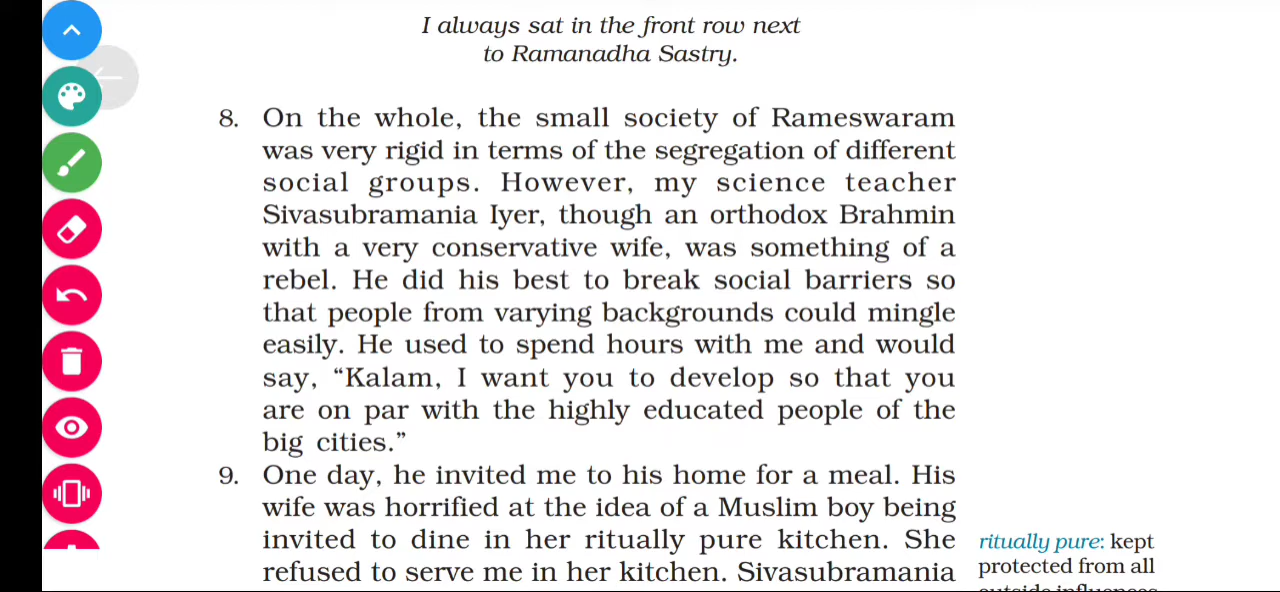 I always sat in the front row next
to Ramanadha Sastry.
8. On the whole, the small society of Rameswaram
was very rigid in terms of the segregation of different
social groups. However, my science teacher
Sivasubramania Iyer, though an orthodox Brahmin
with a very conservative wife, was something of a
rebel. He did his best to break social barriers so
that people from varying backgrounds could mingle
easily. He used to spend hours with me and would
say, “Kalam, I want you to develop so that you
are on par with the highly educated people of the
big cities.”
9. One day, he invited me to his home for a meal. His
wife was horrified at the idea of a Muslim boy being
invited to dine in her ritually pure kitchen. She
refused to serve me in her kitchen. Sivasubramania
ritually pure: kept
protected from all